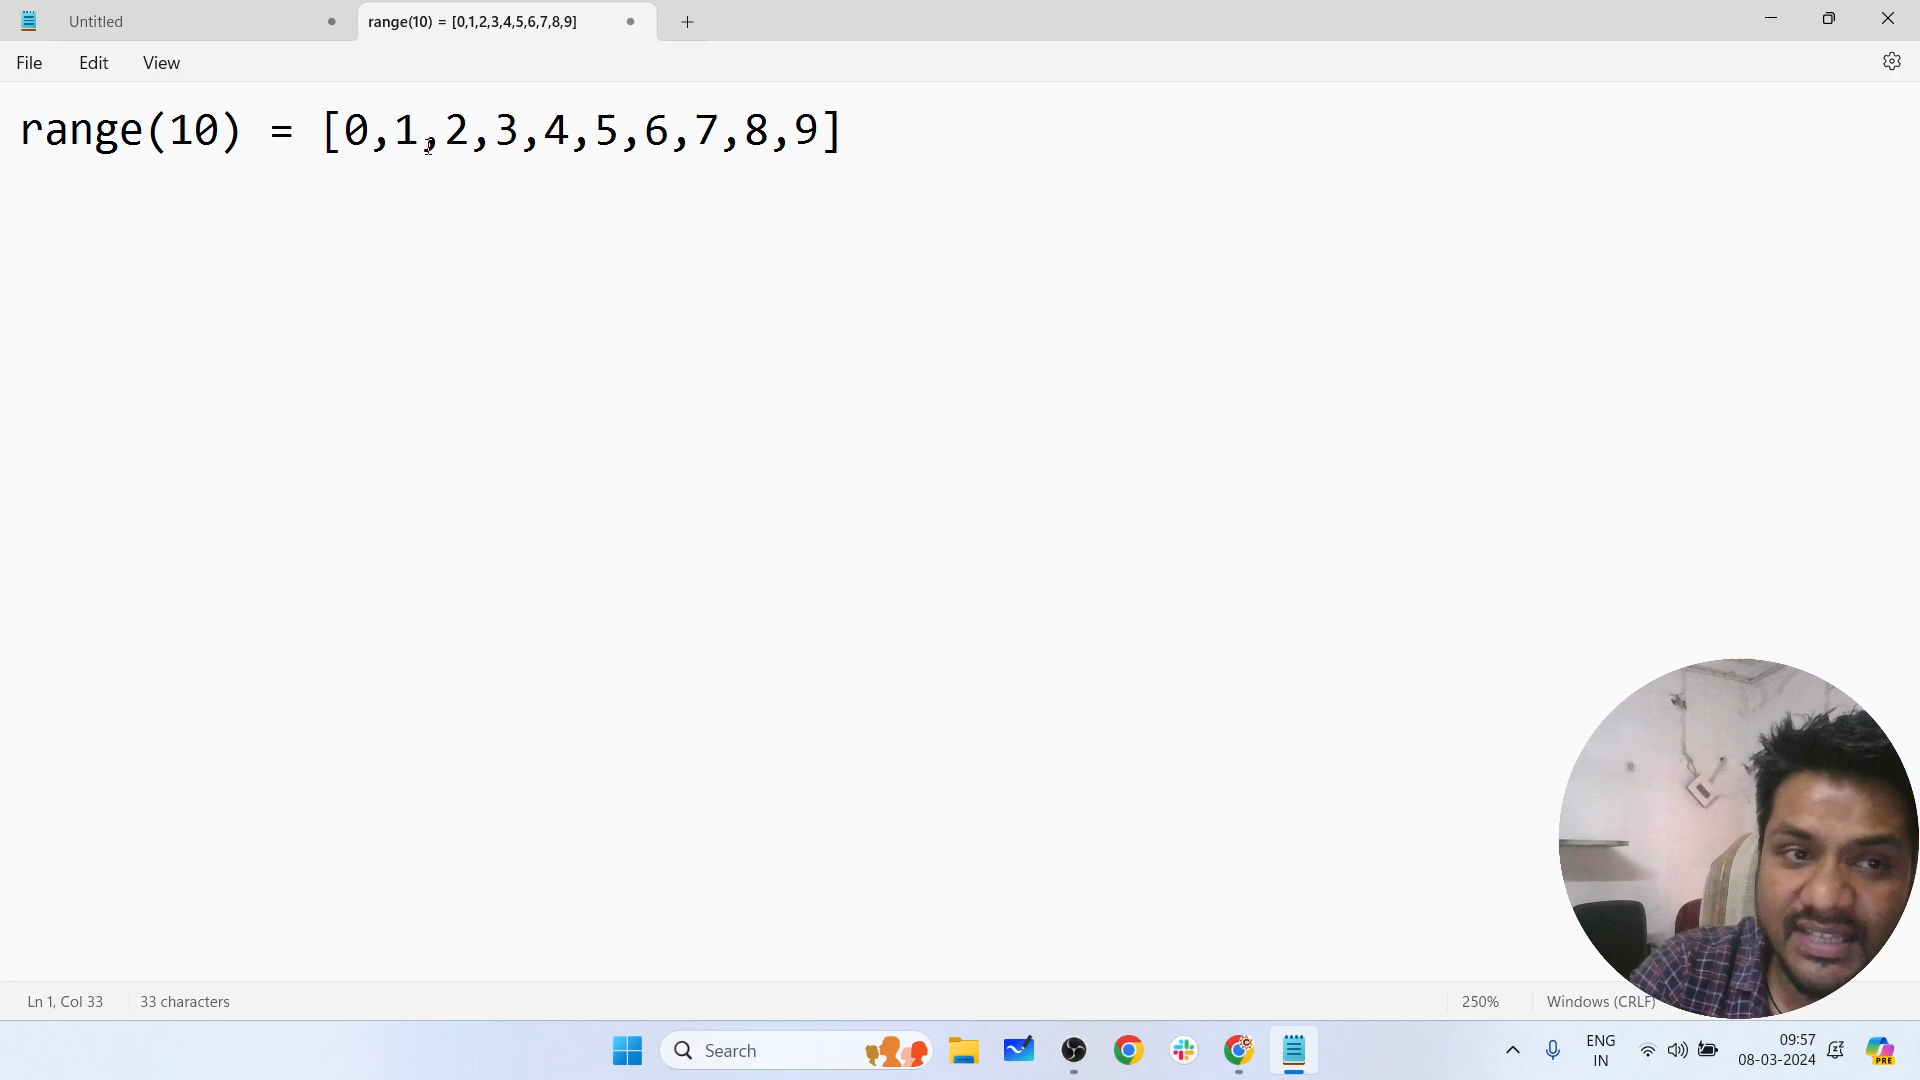 Untitled
range(10) = [0,1,2,3,4,5,6,7,8,9]
File Edit View
range(10) = [0,1,2,3,4,5,6,7,8,9]
Ln 1, Col 33 33 characters 250% Windows (CRLF)
Search
ENG
IN
09:57
08-03-2024
PRE